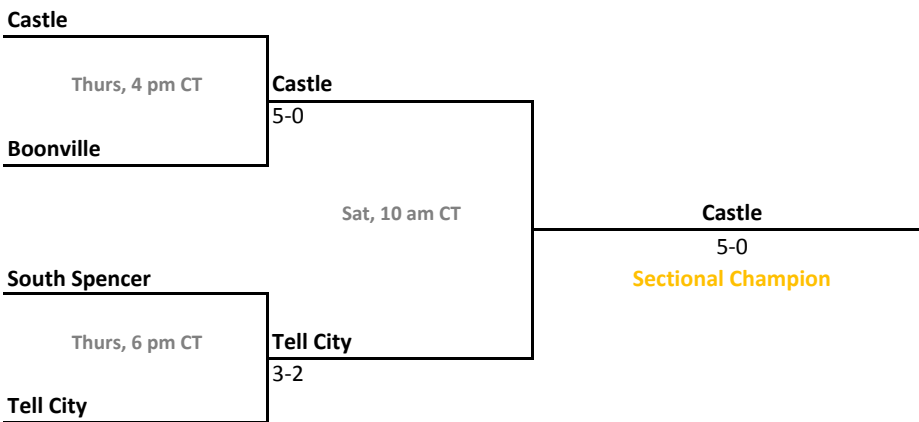 Castle
Thurs, 4 pm CT
Castle
5-0
Boonville
Sat, 10 am CT
Castle
5-0
Sectional Champion
South Spencer
Thurs, 6 pm CT
Tell City
3-2
Tell City